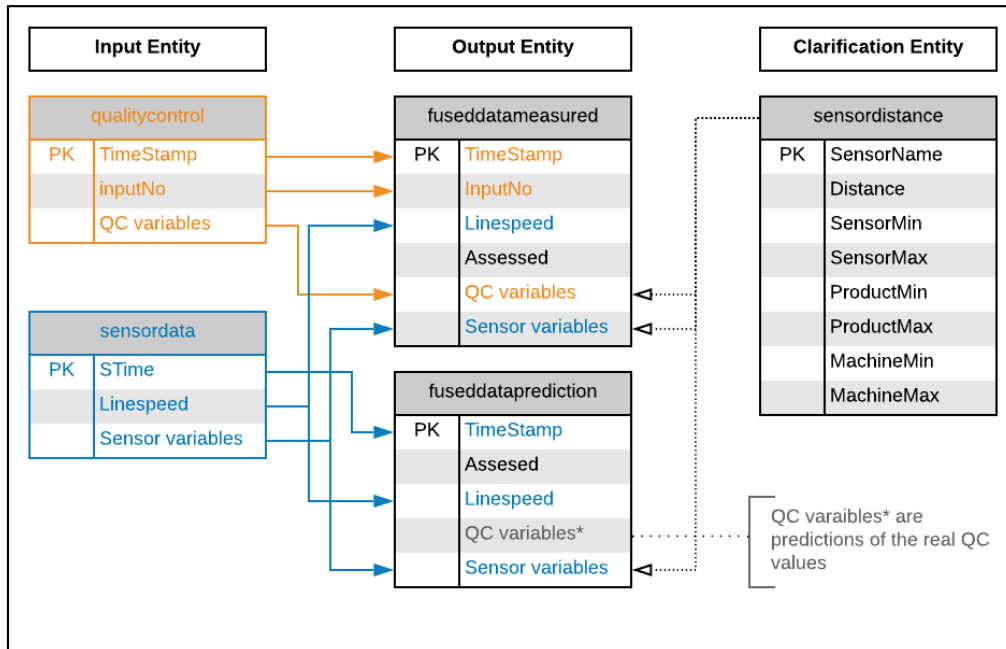 Input Entity
Output Entity
Clarification Entity
qualitycontrol
PK TimeStamp
inputNo
QC variables
sensordata
PK STime
Linespeed
Sensor variables
fuseddatameasured
PK TimeStamp
InputNo
Linespeed
Assessed
QC variables
Sensor variables
fuseddataprediction
PK TimeStamp
Assesed
Linespeed
QC variables*
Sensor variables
sensordistance
PK SensorName
Distance
SensorMin
SensorMax
ProductMin
ProductMax
MachineMin
MachineMax
QC varaibles* are
predictions of the real QC
values